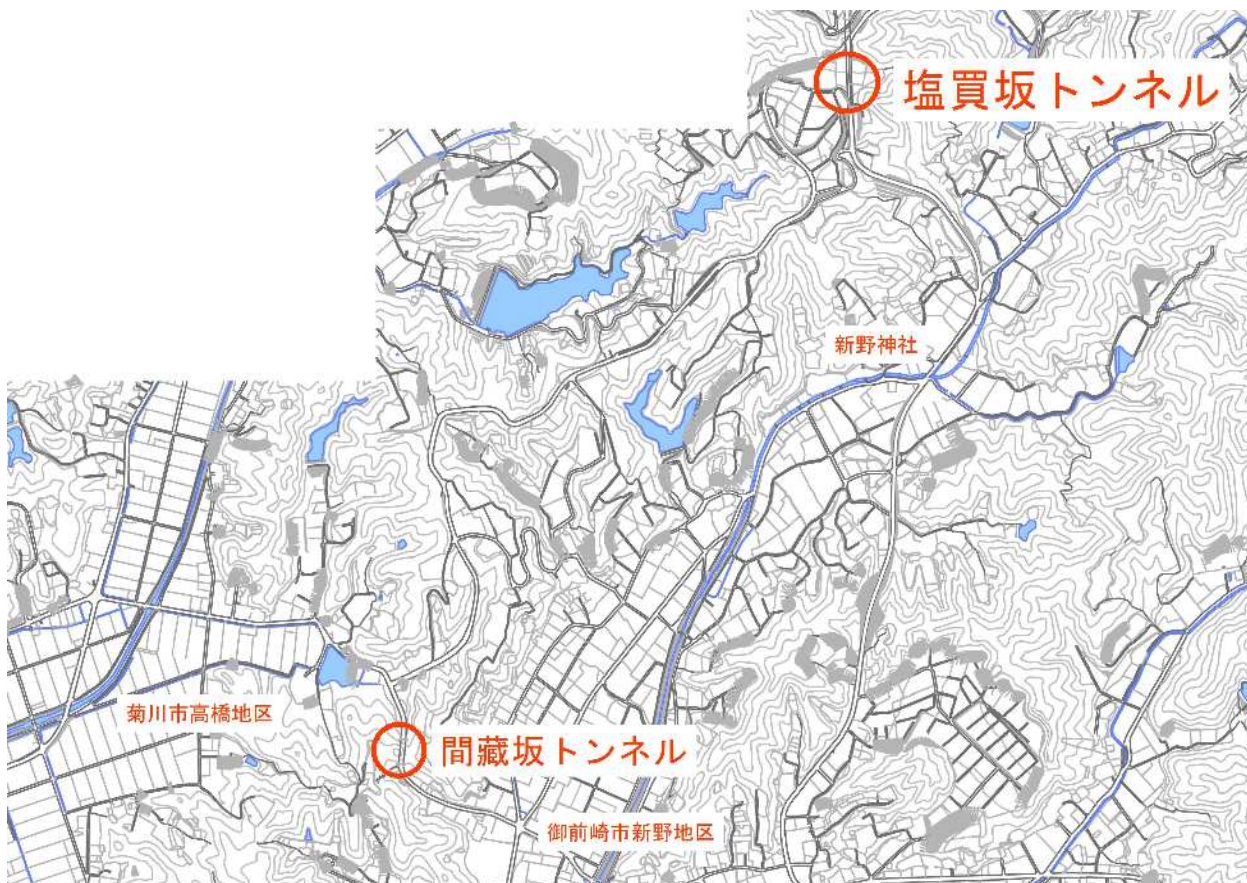 塩買坂トンネル
新野神社
菊川市高橋地区
間藏坂トンネル
御前崎市新野地区